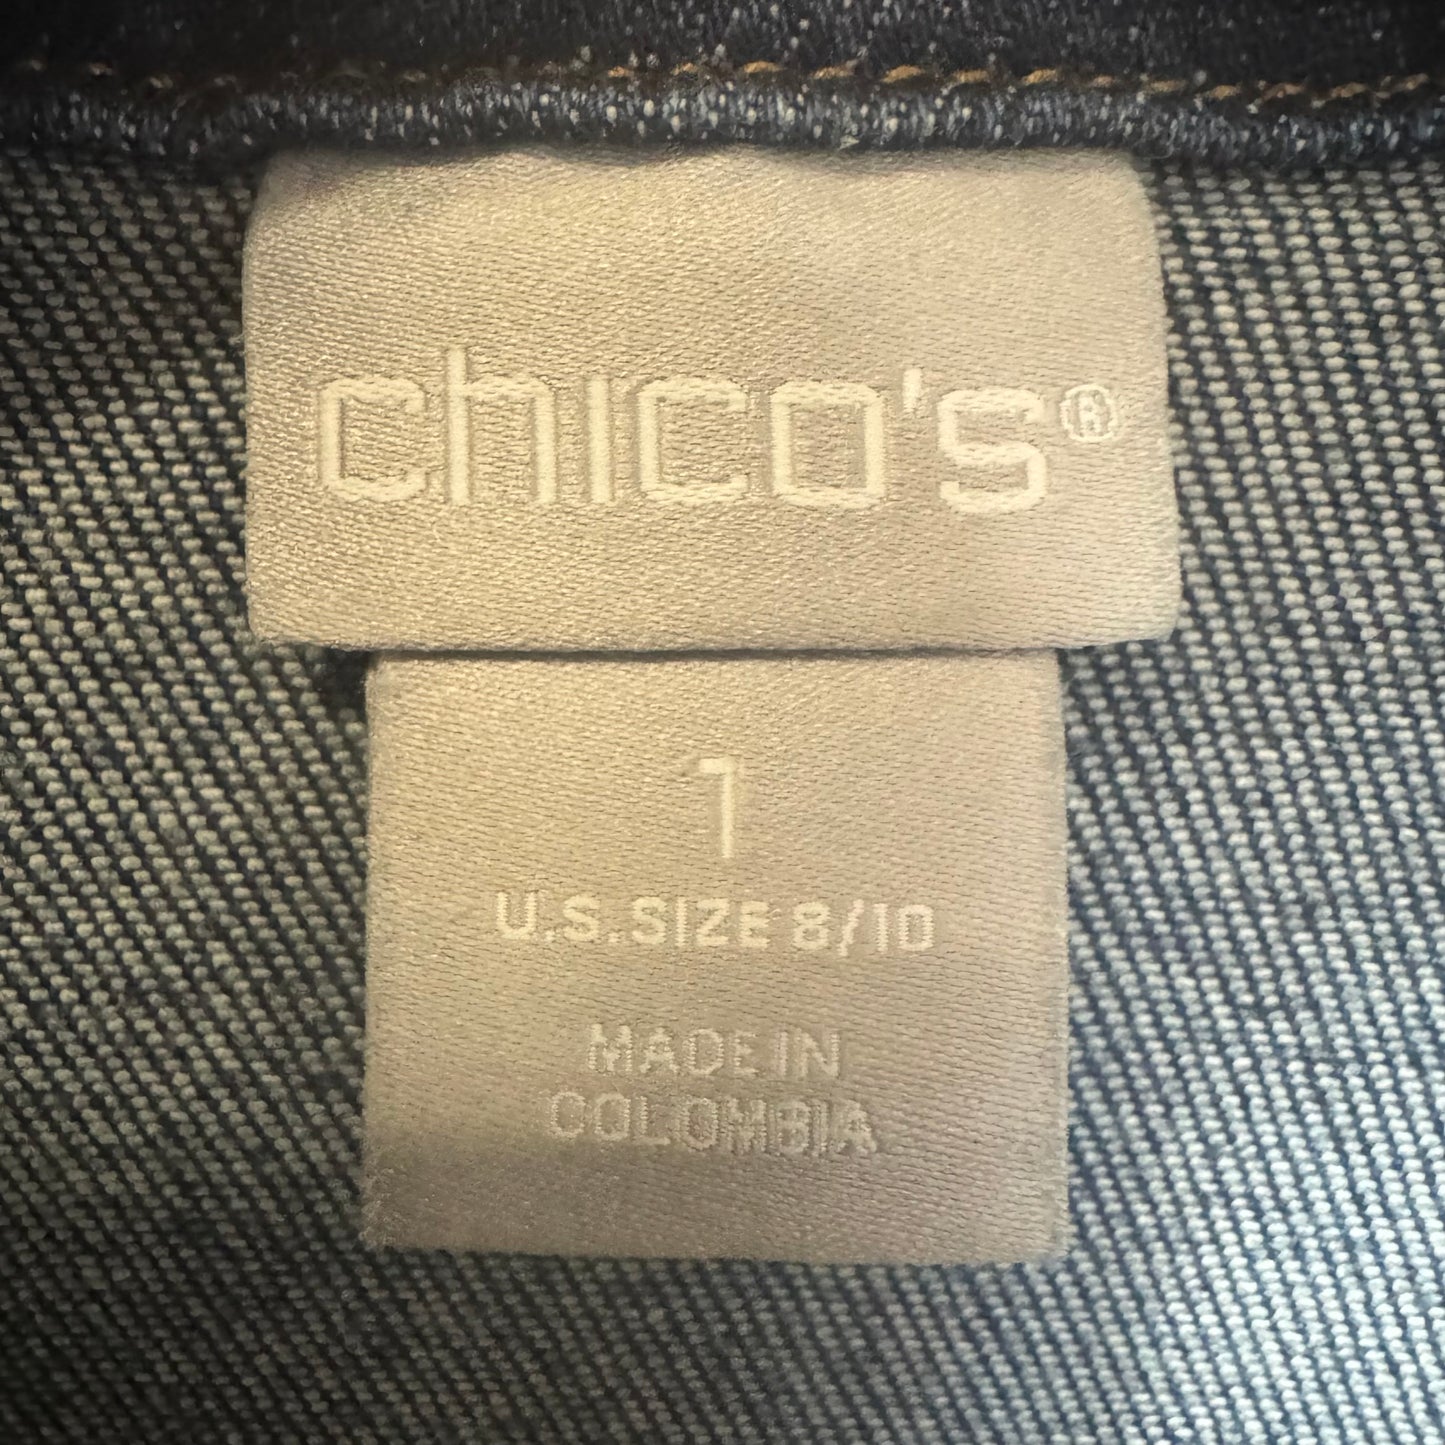 chico's®
1
U.S. SIZE 8/10
MADE IN
COLOMBIA